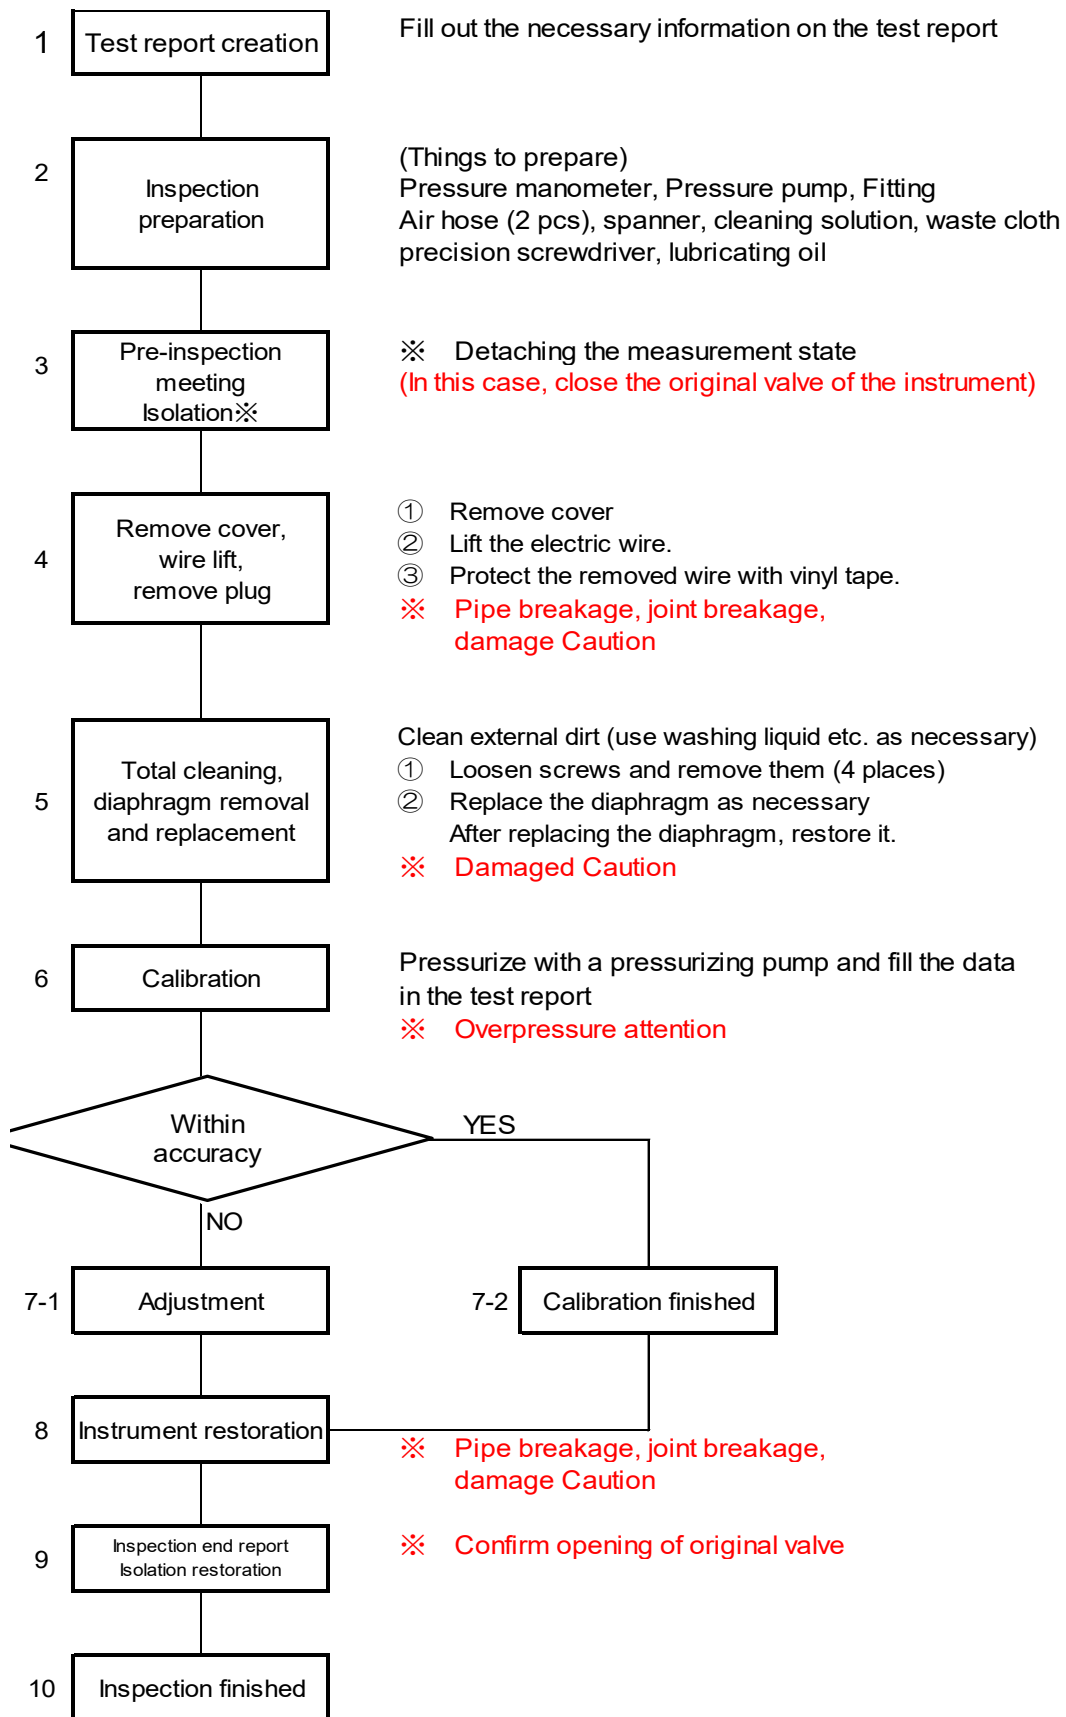 1
Test report creation
Fill out the necessary information on the test report
2
Inspection
preparation
(Things to prepare)
Pressure manometer, Pressure pump, Fitting
Air hose (2 pcs), spanner, cleaning solution, waste cloth
precision screwdriver, lubricating oil
3
Pre-inspection
meeting
Isolation※
※ Detaching the measurement state
(In this case, close the original valve of the instrument)
4
Remove cover,
wire lift,
remove plug
① Remove cover
② Lift the electric wire.
③ Protect the removed wire with vinyl tape.
※ Pipe breakage, joint breakage,
damage Caution
5
Total cleaning,
diaphragm removal
and replacement
Clean external dirt (use washing liquid etc. as necessary)
① Loosen screws and remove them (4 places)
② Replace the diaphragm as necessary
After replacing the diaphragm, restore it.
※ Damaged Caution
6
Calibration
Pressurize with a pressurizing pump and fill the data
in the test report
※ Overpressure attention
Within
accuracy
YES
NO
7-1
Adjustment
7-2
Calibration finished
8
Instrument restoration
※ Pipe breakage, joint breakage,
damage Caution
9
Inspection end report
Isolation restoration
※ Confirm opening of original valve
10
Inspection finished